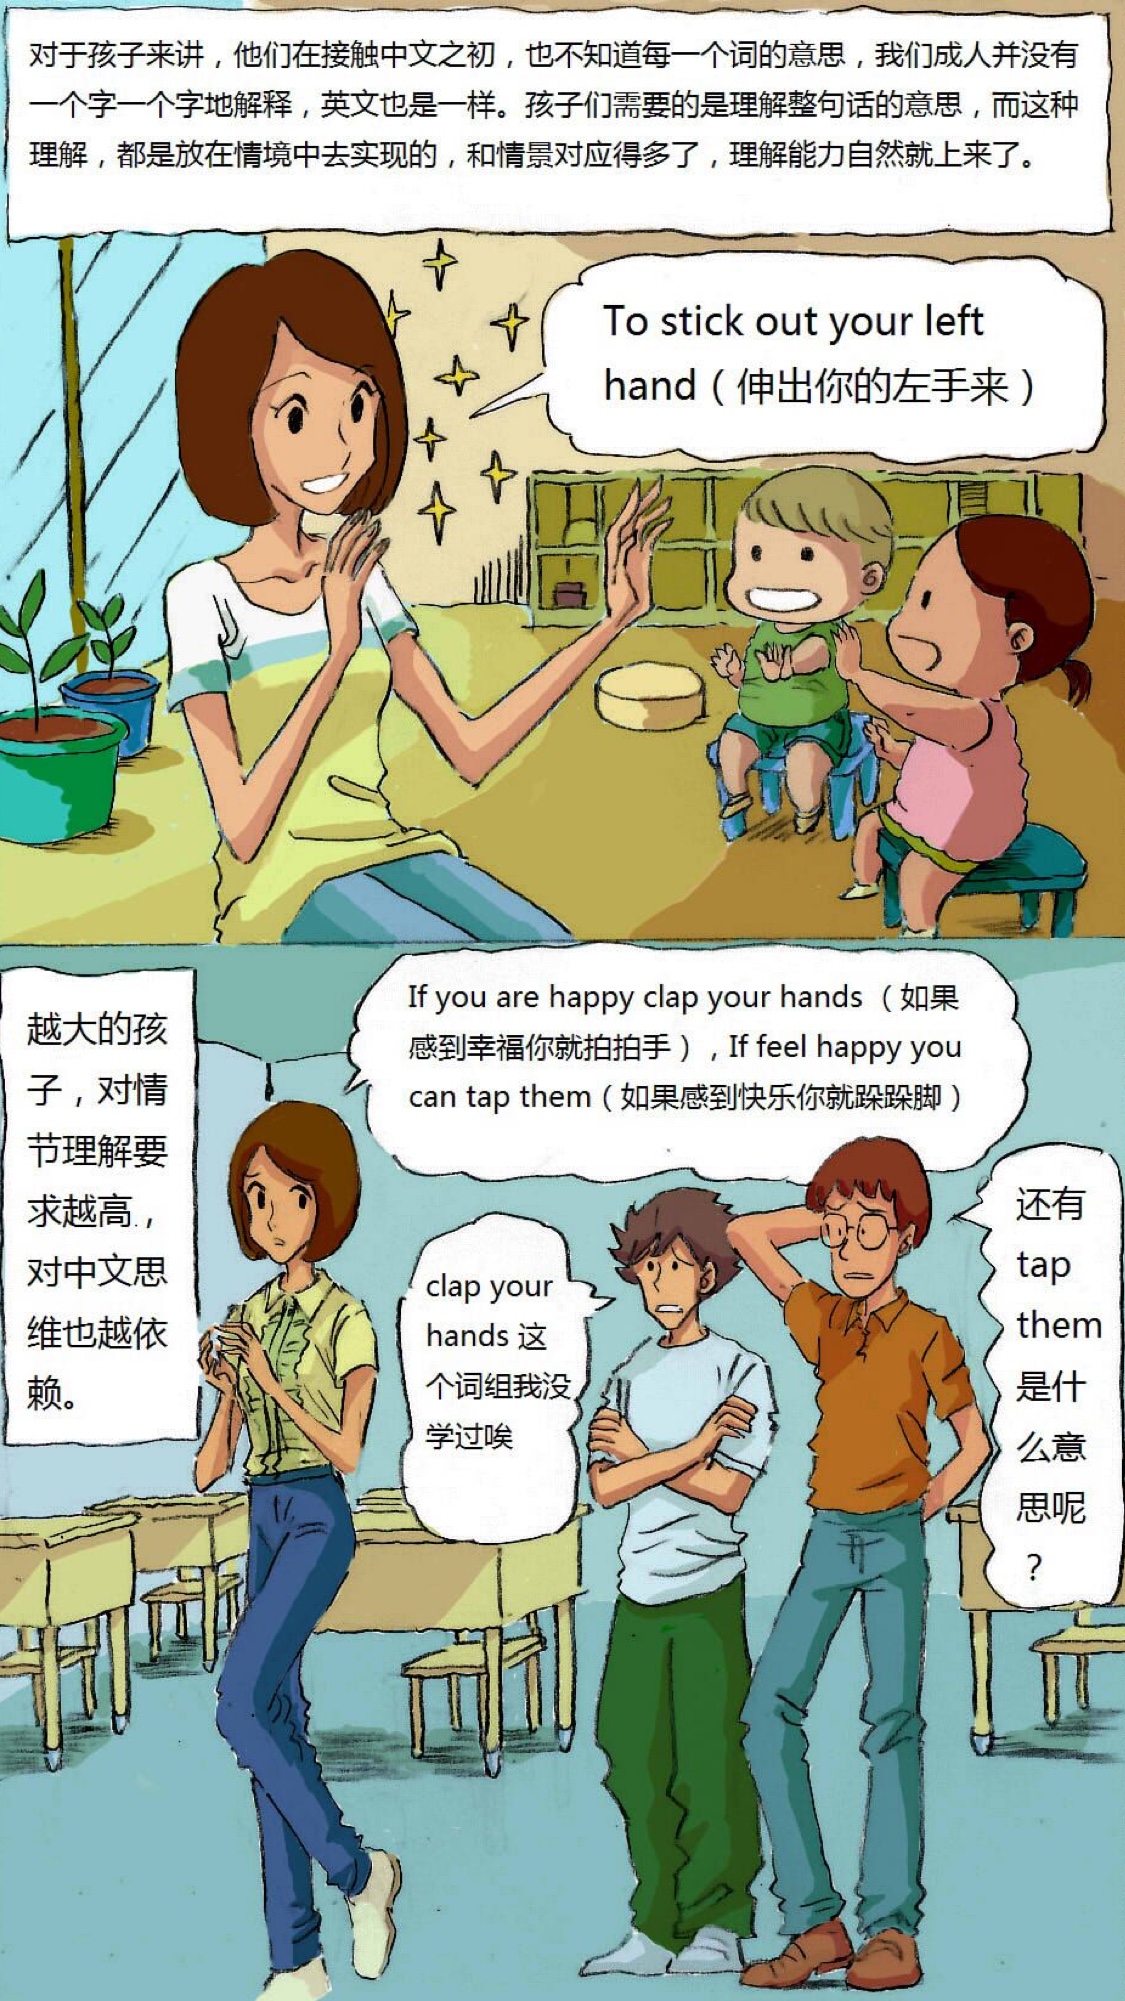 对于孩子来讲，他们在接触中文之初，也不知道每一个词的意思，我们成人并没有
一个字一个字地解释，英文也是一样。孩子们需要的是理解整句话的意思，而这种
理解，都是放在情境中去实现的，和情景对应得多了，理解能力自然就上来了。
To stick out your left
hand（伸出你的左手来）
越大的孩
子，对情
节理解要
求越高.，
对中文思
维也越依
赖。
If you are happy clap your hands （如果
感到幸福你就拍拍手），If feel happy you
can tap them（如果感到快乐你就跺跺脚）
clap your
hands 这
个词组我没
学过唉
还有
tap
them
是什
么意
思呢
？